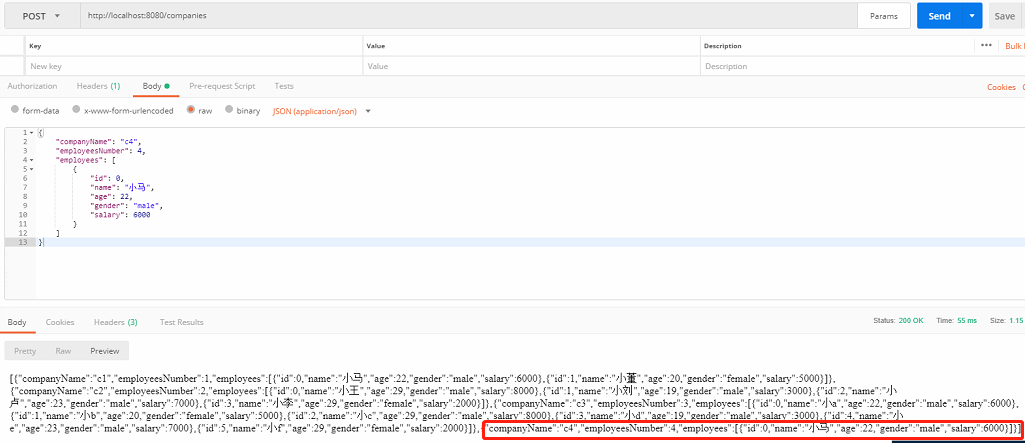 POST http://localhost:8080/companies Params Send Save
Key Value Description ••• Bulk
New key Value Description
Authorization Headers (1) Body Pre-request Script Tests Cookies
form-data x-www-form-urlencoded raw binary JSON (application/json)
1 {
2 "companyName": "c4",
3 "employeesNumber": 4,
4 "employees": [
5 {
6 "id": 0,
7 "name": "小马",
8 "age": 22,
9 "gender": "male",
10 "salary": 6000
11 }
12 ]
13 }
Body Cookies Headers (3) Test Results Status: 200 OK Time: 55 ms Size: 1.15
Pretty Raw Preview
[{"companyName":"c1","employeesNumber":1,"employees":[{"id":0,"name":"小马","age":22,"gender":"male","salary":6000},{"id":1,"name":"小董","age":20,"gender":"female","salary":5000}]},
{"companyName":"c2","employeesNumber":2,"employees":[{"id":0,"name":"小王","age":29,"gender":"male","salary":8000},{"id":1,"name":"小刘","age":19,"gender":"male","salary":3000},{"id":2,"name":"小
卢","age":23,"gender":"male","salary":7000},{"id":3,"name":"小李","age":29,"gender":"female","salary":2000}]},{"companyName":"c3","employeesNumber":3,"employees":[{"id":0,"name":"小a","age":22,"gender":"male","salary":6000},
{"id":1,"name":"小b","age":20,"gender":"female","salary":5000},{"id":2,"name":"小c","age":29,"gender":"male","salary":8000},{"id":3,"name":"小d","age":19,"gender":"male","salary":3000},{"id":4,"name":"小
e","age":23,"gender":"male","salary":7000},{"id":5,"name":"小f","age":29,"gender":"female","salary":2000}]},{"companyName":"c4","employeesNumber":4,"employees":[{"id":0,"name":"小马","age":22,"gender":"male","salary":6000}]}]